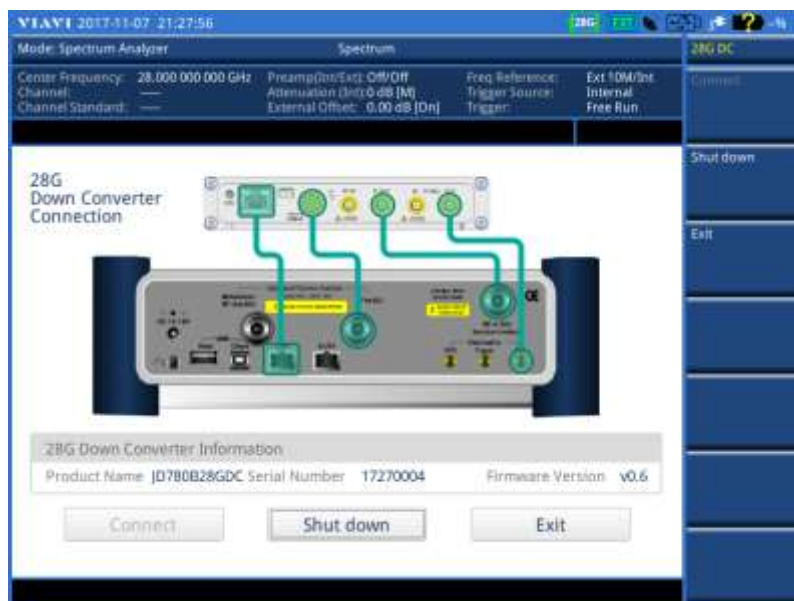 VIAVI 2017-11-07 21:27:56
28G EXT
Mode: Spectrum Analyzer
Spectrum
28G DC
Center Frequency: 28.000 000 000 GHz
Channel: —
Channel Standard: —
Preamp(Int/Ext): Off/Off
Attenuation (Int): 0 dB [M]
External Offset: 0.00 dB [On]
Freq Reference: Ext 10M/Int
Trigger Source: Internal
Trigger: Free Run
Connect
Shut down
Exit
28G
Down Converter
Connection
28G Down Converter Information
Product Name JD780B28GDC Serial Number 17270004 Firmware Version v0.6
Connect
Shut down
Exit